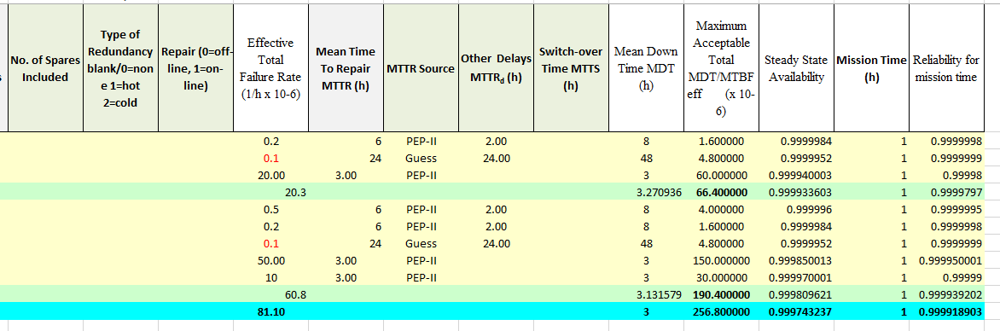 No. of Spares Included
Type of Redundancy blank/0=non e 1=hot 2=cold
Repair (0=off-line, 1=on-line)
Effective Total Failure Rate (1/h x 10-6)
Mean Time To Repair MTTR (h)
MTTR Source
Other Delays MTTRd (h)
Switch-over Time MTTS (h)
Mean Down Time MDT (h)
Maximum Acceptable Total MDT/MTBF eff (x 10-6)
Steady State Availability
Mission Time (h)
Reliability for mission time
0.2 6 PEP-II 2.00 8 1.600000 0.9999984 1 0.9999998
0.1 24 Guess 24.00 48 4.800000 0.9999952 1 0.9999999
20.00 3.00 PEP-II 3 60.000000 0.999940003 1 0.99998
20.3 3.270936 66.400000 0.999933603 1 0.9999797
0.5 6 PEP-II 2.00 8 4.000000 0.999996 1 0.9999995
0.2 6 PEP-II 2.00 8 1.600000 0.9999984 1 0.9999998
0.1 24 Guess 24.00 48 4.800000 0.9999952 1 0.9999999
50.00 3.00 PEP-II 3 150.000000 0.999850013 1 0.999950001
10 3.00 PEP-II 3 30.000000 0.999970001 1 0.99999
60.8 3.131579 190.400000 0.999809621 1 0.999939202
81.10 3 256.800000 0.999743237 1 0.999918903